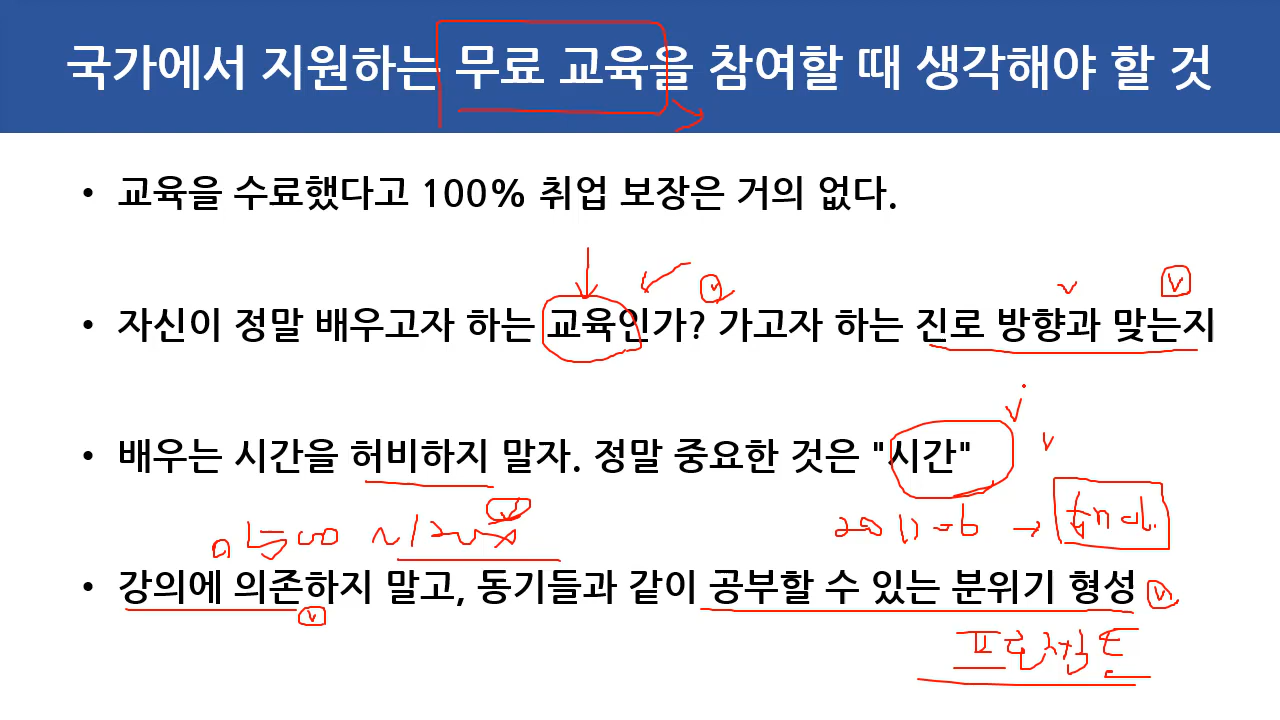 국가에서 지원하는 무료 교육을 참여할 때 생각해야 할 것
• 교육을 수료했다고 100% 취업 보장은 거의 없다.
• 자신이 정말 배우고자 하는 교육인가? 가고자 하는 진로 방향과 맞는지
• 배우는 시간을 허비하지 말자. 정말 중요한 것은 "시간"
• 강의에 의존하지 말고, 동기들과 같이 공부할 수 있는 분위기 형성
프로젝트